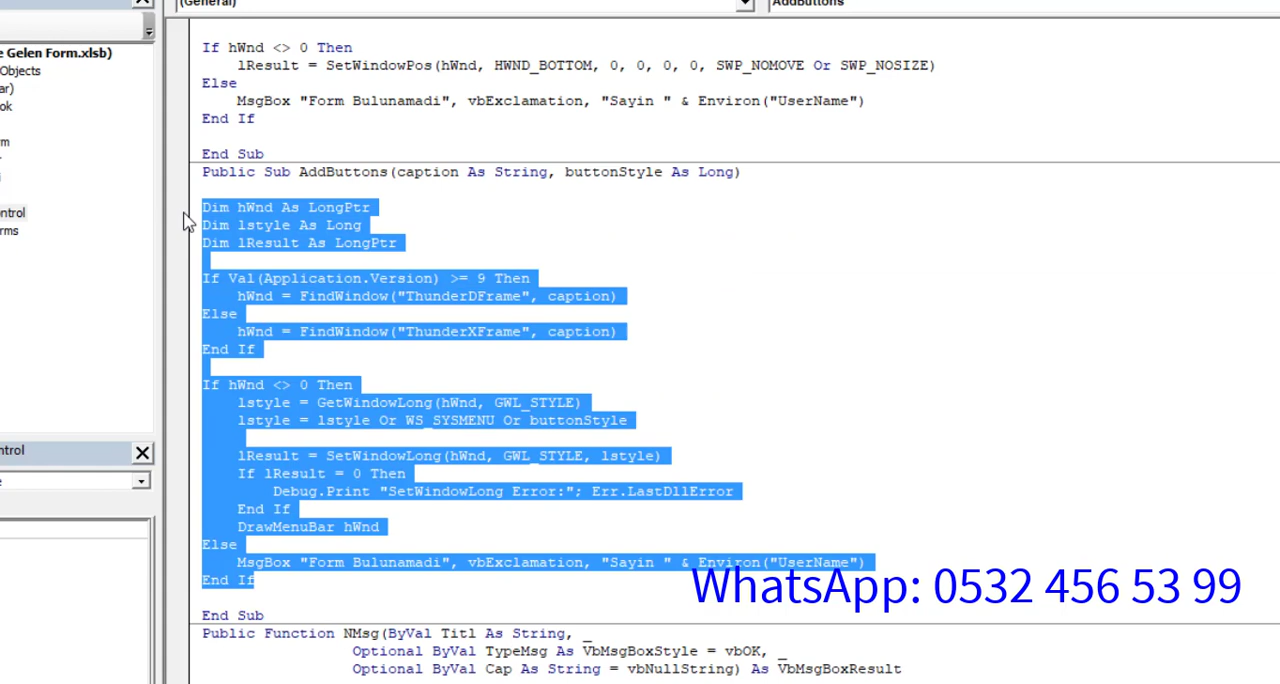 (General)
AddButtons
If hWnd <> 0 Then
lResult = SetWindowPos(hWnd, HWND_BOTTOM, 0, 0, 0, 0, SWP_NOMOVE Or SWP_NOSIZE)
Else
MsgBox "Form Bulunamadi", vbExclamation, "Sayin " & Environ("UserName")
End If
End Sub
Public Sub AddButtons(caption As String, buttonStyle As Long)
Dim hWnd As LongPtr
Dim lstyle As Long
Dim lResult As LongPtr
If Val(Application.Version) >= 9 Then
hWnd = FindWindow("ThunderDFrame", caption)
Else
hWnd = FindWindow("ThunderXFrame", caption)
End If
If hWnd <> 0 Then
lstyle = GetWindowLong(hWnd, GWL_STYLE)
lstyle = lstyle Or WS_SYSMENU Or buttonStyle
lResult = SetWindowLong(hWnd, GWL_STYLE, lstyle)
If lResult = 0 Then
Debug.Print "SetWindowLong Error:"; Err.LastDllError
End If
DrawMenuBar hWnd
Else
MsgBox "Form Bulunamadi", vbExclamation, "Sayin " & Environ("UserName")
End If
End Sub
Public Function NMsg(ByVal Titl As String, _
Optional ByVal TypeMsg As VbMsgBoxStyle = vbOK, _
Optional ByVal Cap As String = vbNullString) As VbMsgBoxResult
WhatsApp: 0532 456 53 99
e Gelen Form.xlsb)
Objects
ar)
ok
m
ntrol
rms
ntrol